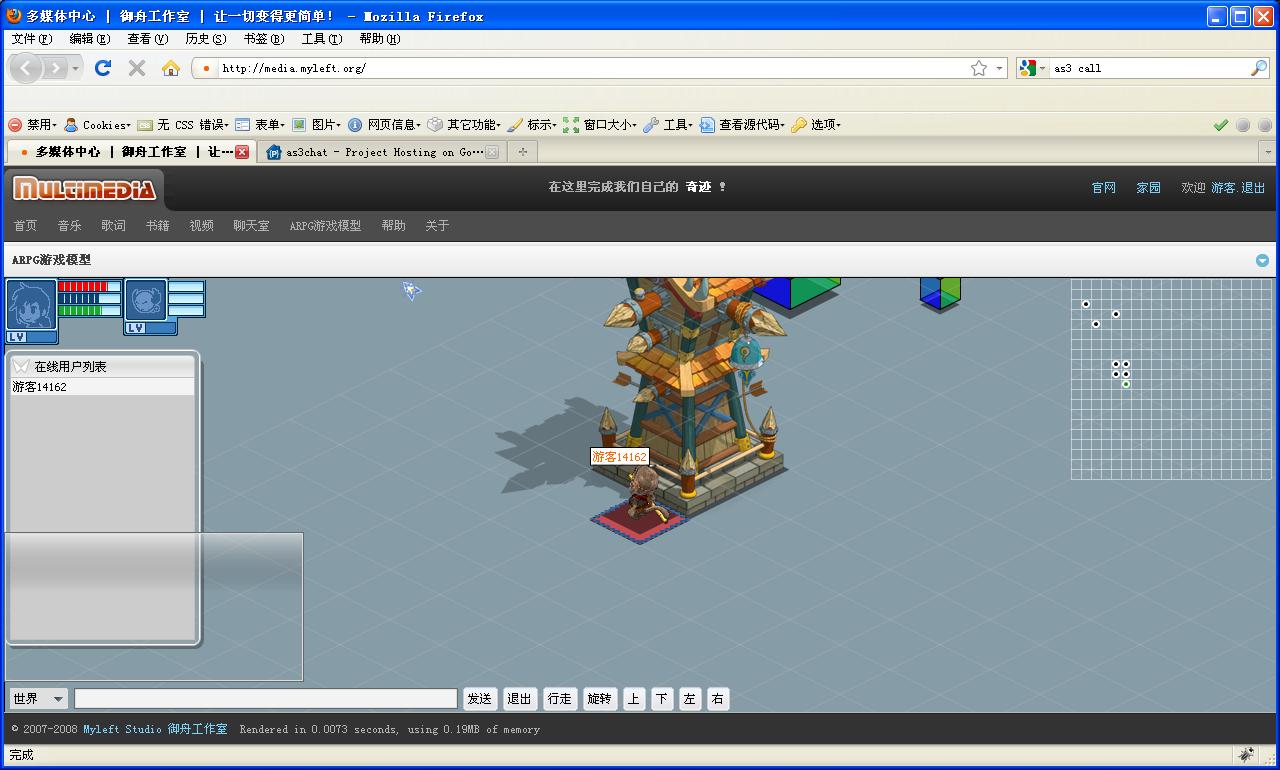 多媒体中心 | 御舟工作室 | 让一切变得更简单! - Mozilla Firefox
文件(F) 编辑(E) 查看(V) 历史(S) 书签(B) 工具(T) 帮助(H)
http://media.myleft.org/ as3 call
禁用 Cookies 无 CSS 错误 表单 图片 网页信息 其它功能 标示 窗口大小 工具 查看源代码 选项
多媒体中心 | 御舟工作室 | 让… as3chat - Project Hosting on Go…
MULTIMEDIA 在这里完成我们自己的 奇迹 ! 官网 家园 欢迎 游客.退出
首页 音乐 歌词 书籍 视频 聊天室 ARPG游戏模型 帮助 关于
ARPG游戏模型
LV LV
在线用户列表
游客14162
游客14162
世界 发送 退出 行走 旋转 上 下 左 右
© 2007-2008 Myleft Studio 御舟工作室 Rendered in 0.0073 seconds, using 0.19MB of memory
完成